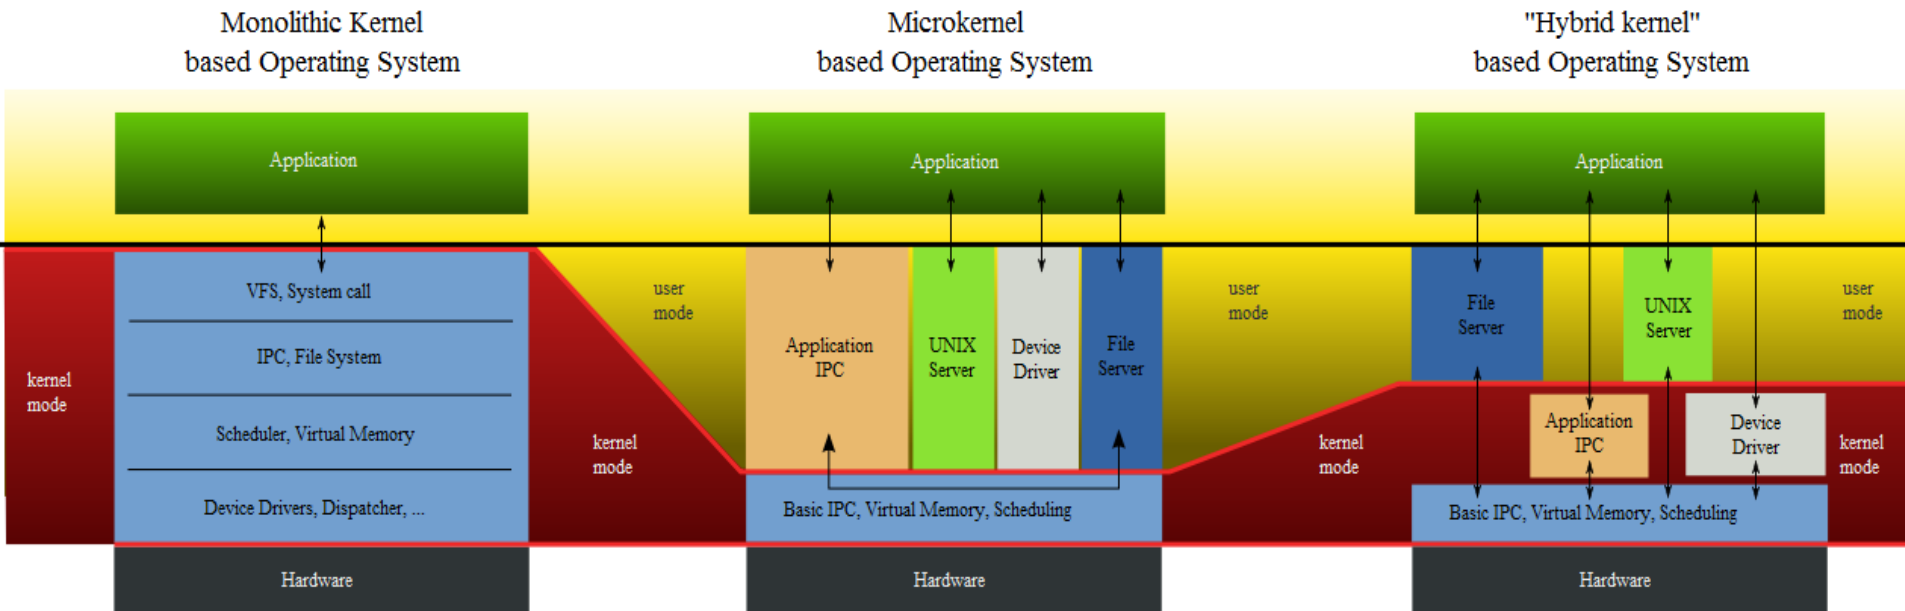 Monolithic Kernel
based Operating System
Microkernel
based Operating System
"Hybrid kernel"
based Operating System
Application
Application
Application
VFS, System call
IPC, File System
Scheduler, Virtual Memory
Device Drivers, Dispatcher, ...
kernel
mode
kernel
mode
user
mode
Application
IPC
UNIX
Server
Device
Driver
File
Server
Basic IPC, Virtual Memory, Scheduling
user
mode
kernel
mode
File
Server
UNIX
Server
user
mode
Application
IPC
Device
Driver
kernel
mode
Basic IPC, Virtual Memory, Scheduling
Hardware
Hardware
Hardware